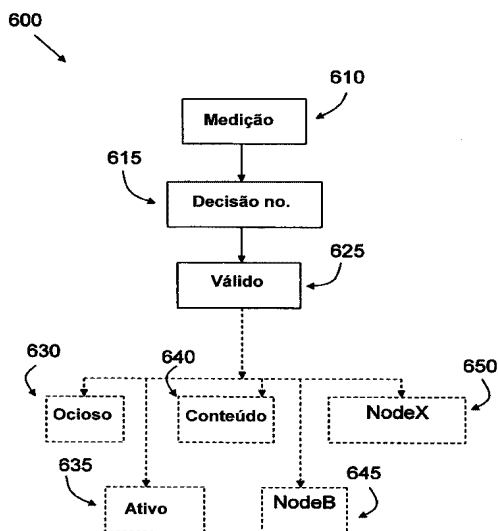 600
610
Medição
615
Decisão no.
625
Válido
630
640
650
Ocioso
Conteúdo
NodeX
635
645
Ativo
NodeB